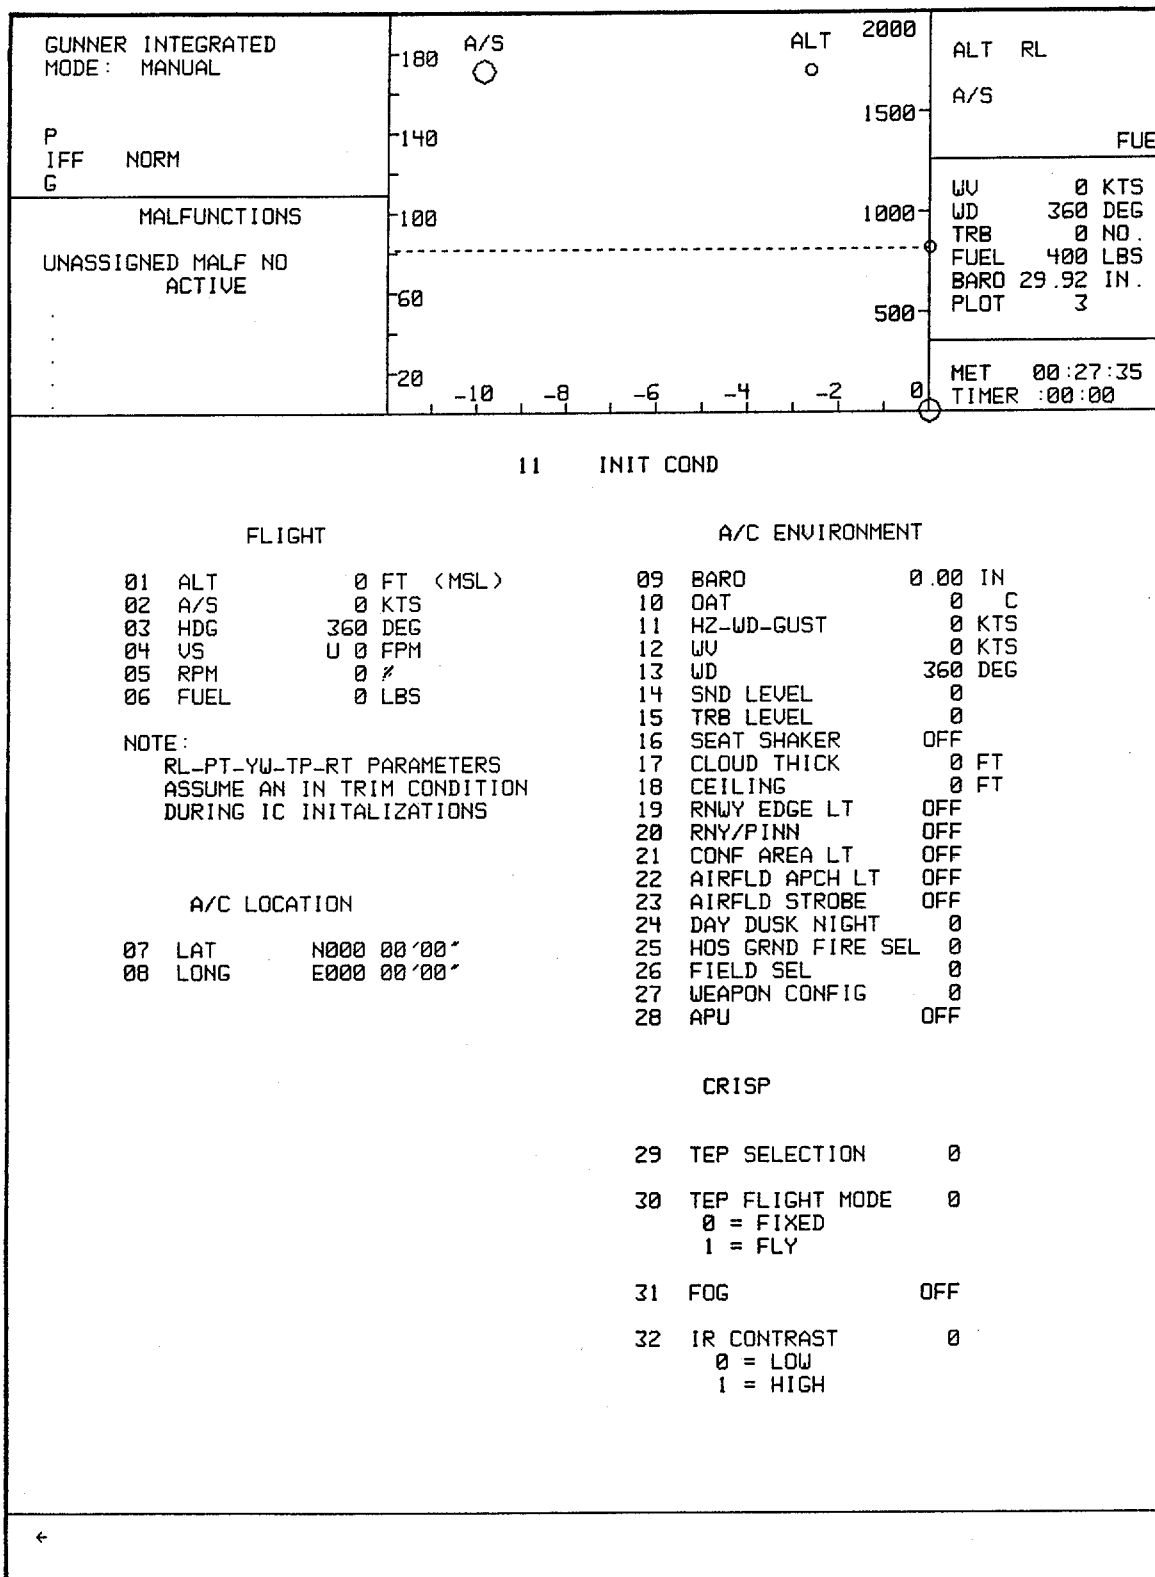 GUNNER INTEGRATED
MODE: MANUAL
P
IFF NORM
G
MALFUNCTIONS
UNASSIGNED MALF NO
ACTIVE
.
.
.
.
.
A/S
ALT
180
140
100
60
20
2000
1500
1000
500
-10 -8 -6 -4 -2 0
ALT RL
A/S
FUE
WV 0 KTS
WD 360 DEG
TRB 0 NO.
FUEL 400 LBS
BARO 29.92 IN.
PLOT 3
MET 00:27:35
TIMER :00:00
11 INIT COND
FLIGHT
01 ALT 0 FT (MSL)
02 A/S 0 KTS
03 HDG 360 DEG
04 VS U 0 FPM
05 RPM 0 %
06 FUEL 0 LBS
NOTE:
RL-PT-YW-TP-RT PARAMETERS
ASSUME AN IN TRIM CONDITION
DURING IC INITALIZATIONS
A/C LOCATION
07 LAT N000 00'00"
08 LONG E000 00'00"
A/C ENVIRONMENT
09 BARO 0.00 IN
10 OAT 0 C
11 HZ-WD-GUST 0 KTS
12 WV 0 KTS
13 WD 360 DEG
14 SND LEVEL 0
15 TRB LEVEL 0
16 SEAT SHAKER OFF
17 CLOUD THICK 0 FT
18 CEILING 0 FT
19 RNWY EDGE LT OFF
20 RNY/PINN OFF
21 CONF AREA LT OFF
22 AIRFLD APCH LT OFF
23 AIRFLD STROBE OFF
24 DAY DUSK NIGHT 0
25 HOS GRND FIRE SEL 0
26 FIELD SEL 0
27 WEAPON CONFIG 0
28 APU OFF
CRISP
29 TEP SELECTION 0
30 TEP FLIGHT MODE 0
0 = FIXED
1 = FLY
31 FOG OFF
32 IR CONTRAST 0
0 = LOW
1 = HIGH
←